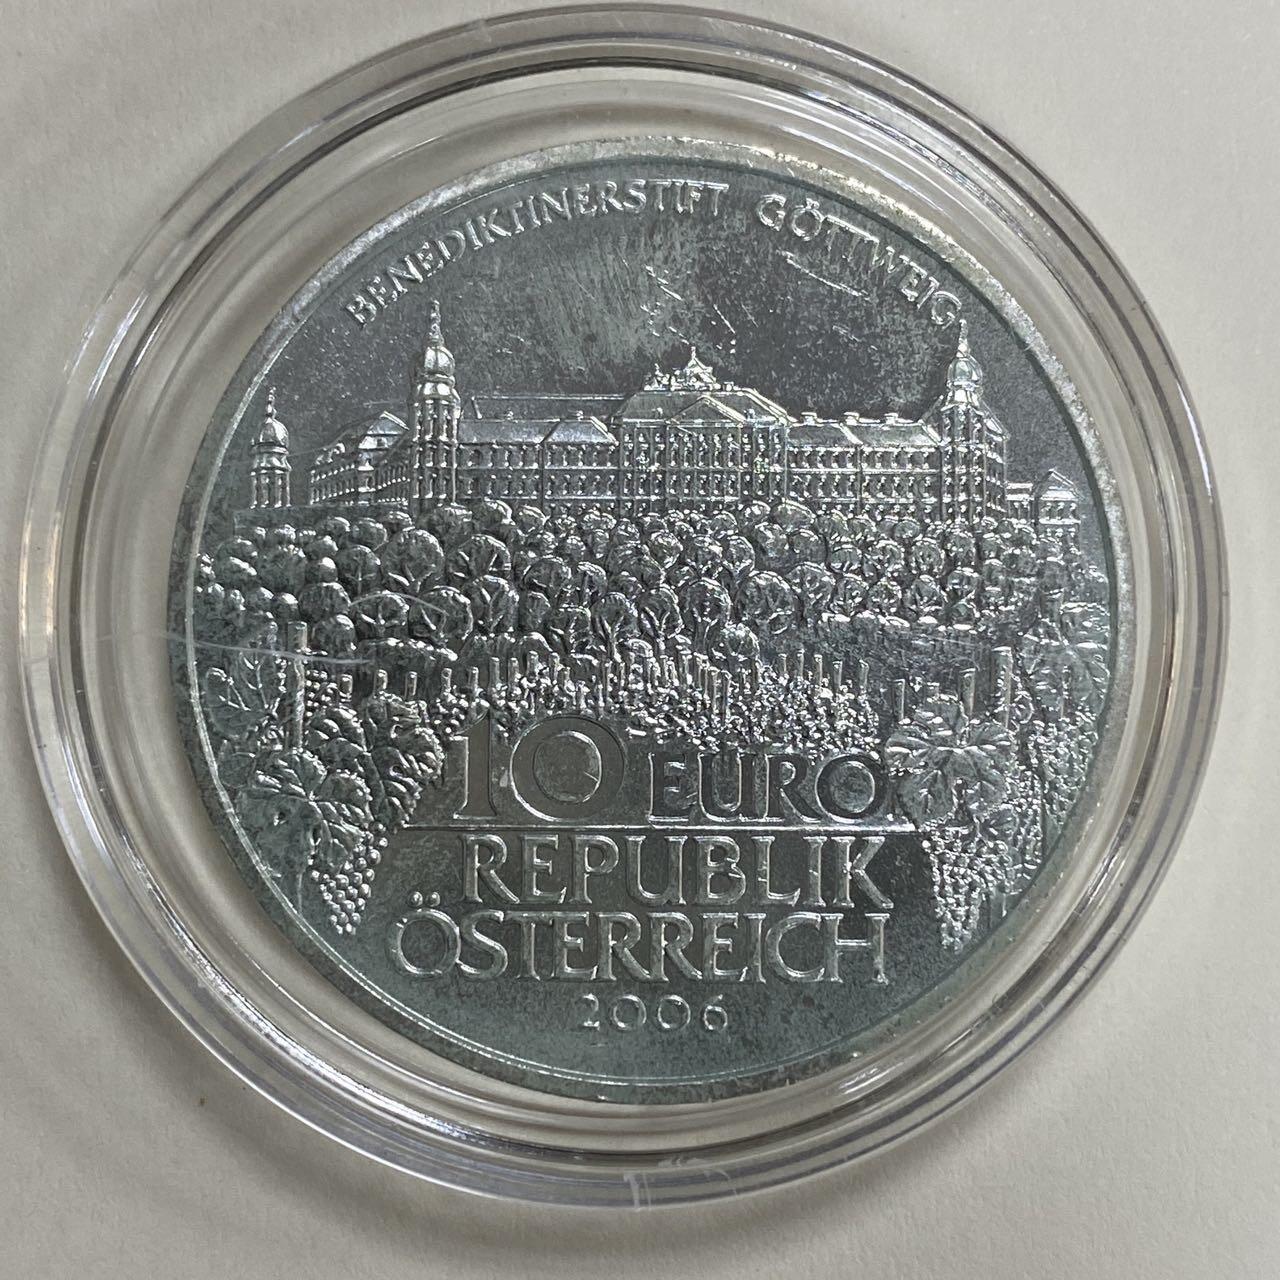 BENEDIKTINERSTIFT GÖTTWEIG
10 EURO
REPUBLIK
ÖSTERREICH
2006